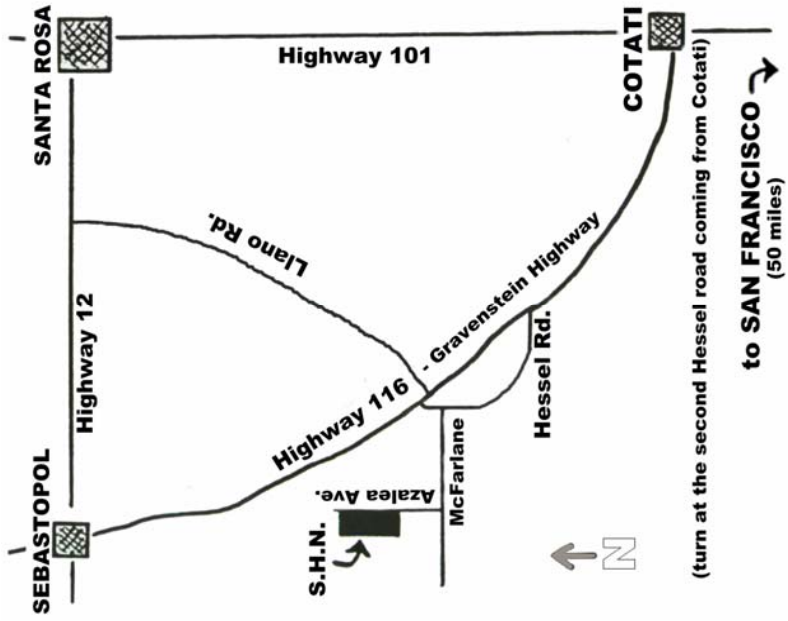 SANTA ROSA
SEBASTOPOL
COTATI
Highway 101
Highway 12
Llano Rd.
Highway 116 - Gravenstein Highway
Hessel Rd.
McFarlane
Azalea Ave.
S.H.N.
N
(turn at the second Hessel road coming from Cotati)
to SAN FRANCISCO
(50 miles)